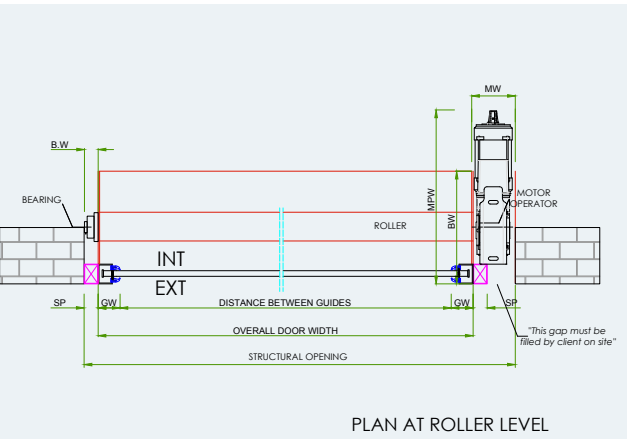 MW
B.W
BEARING
MPW
BW
MOTOR
OPERATOR
ROLLER
INT
EXT
SP
GW
DISTANCE BETWEEN GUIDES
GW
SP
OVERALL DOOR WIDTH
"This gap must be
filled by client on site"
STRUCTURAL OPENING
PLAN AT ROLLER LEVEL